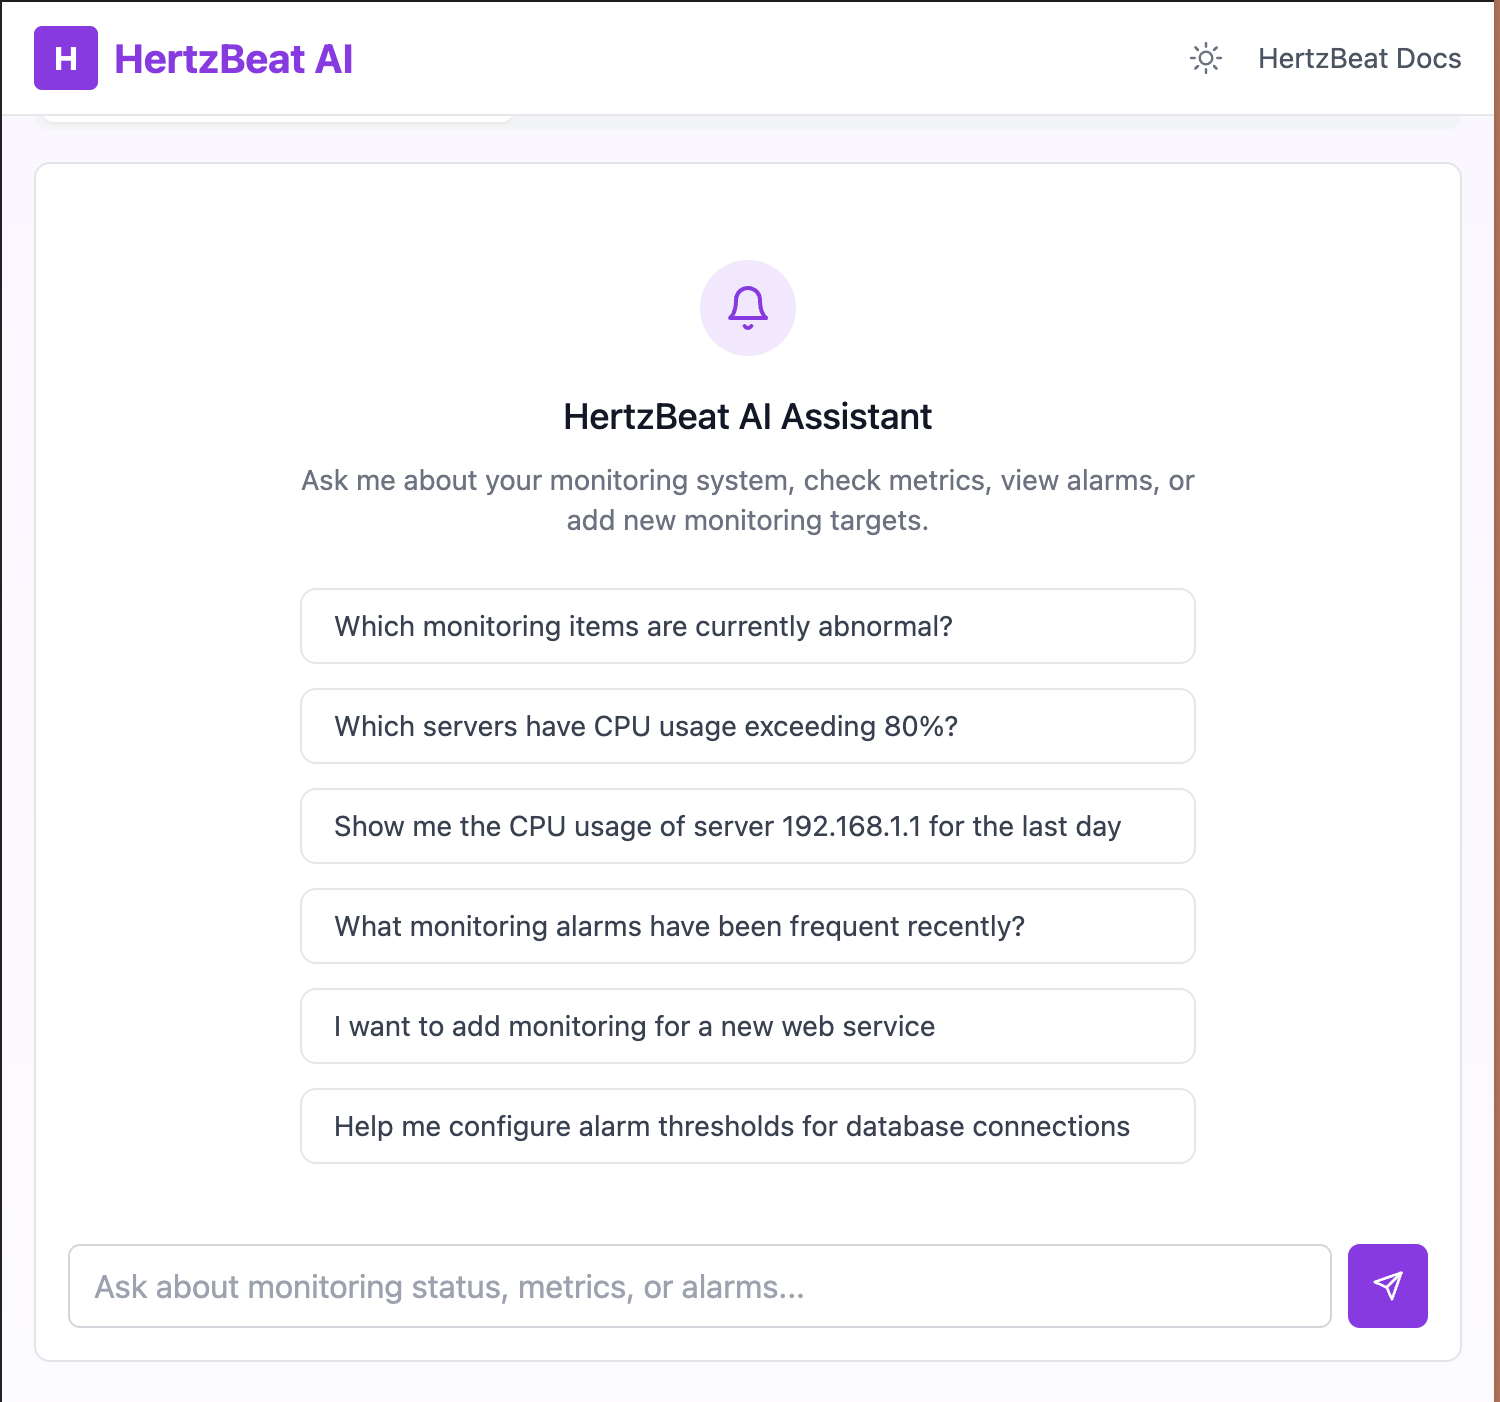 H HertzBeat AI
HertzBeat Docs
HertzBeat AI Assistant
Ask me about your monitoring system, check metrics, view alarms, or
add new monitoring targets.
Which monitoring items are currently abnormal?
Which servers have CPU usage exceeding 80%?
Show me the CPU usage of server 192.168.1.1 for the last day
What monitoring alarms have been frequent recently?
I want to add monitoring for a new web service
Help me configure alarm thresholds for database connections
Ask about monitoring status, metrics, or alarms...